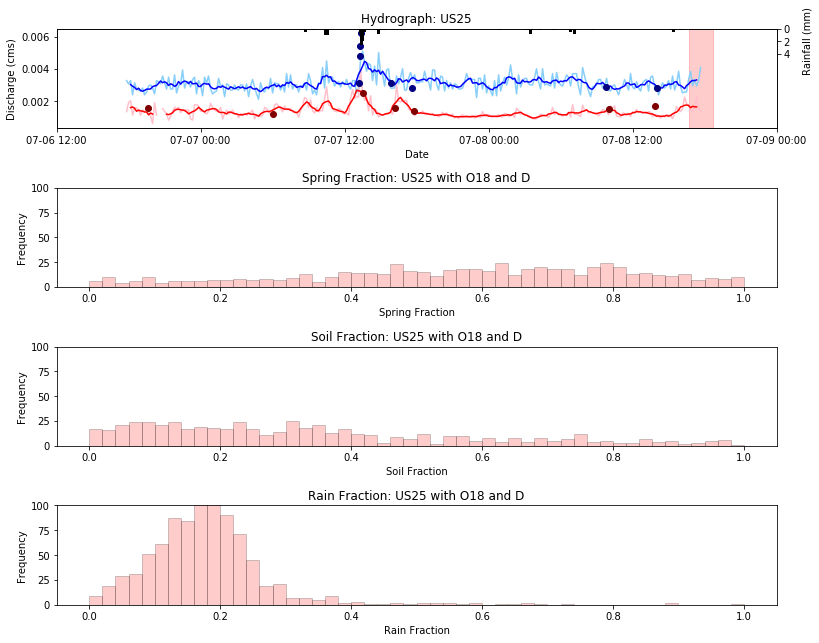 Hydrograph: US25
0.006
0.004
0.002
Discharge (cms)
0
2
4
Rainfall (mm)
07-06 12:00 07-07 00:00 07-07 12:00 07-08 00:00 07-08 12:00 07-09 00:00
Date
Spring Fraction: US25 with O18 and D
100
75
50
25
0
Frequency
0.0 0.2 0.4 0.6 0.8 1.0
Spring Fraction
Soil Fraction: US25 with O18 and D
100
75
50
25
0
Frequency
0.0 0.2 0.4 0.6 0.8 1.0
Soil Fraction
Rain Fraction: US25 with O18 and D
100
75
50
25
0
Frequency
0.0 0.2 0.4 0.6 0.8 1.0
Rain Fraction